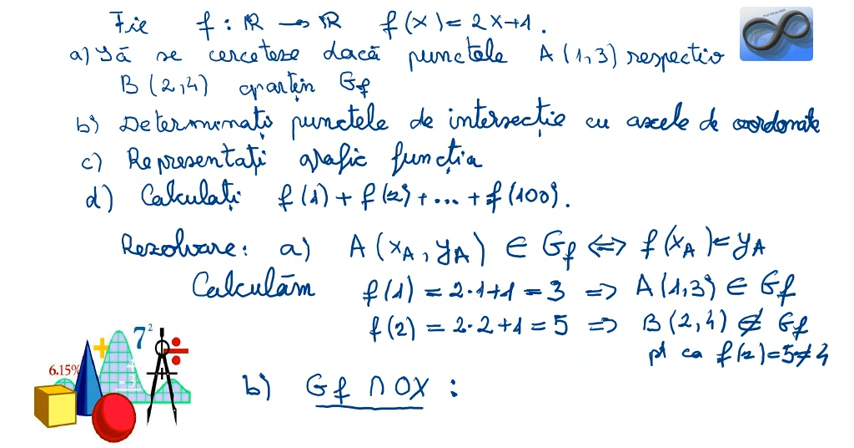 Fie f : ℝ → ℝ f(x) = 2x+1.
a) Să se cerceteze dacă punctele A(1,3) respectiv
B(2,4) aparțin Gf
b) Determinați punctele de intersecție cu axele de coordonate
c) Reprezentați grafic funcția
d) Calculați f(1) + f(2) + ... + f(100).
Rezolvare: a) A(xA, yA) ∈ Gf ⇔ f(xA) = yA
Calculăm f(1) = 2·1+1 = 3 ⇒ A(1,3) ∈ Gf
f(2) = 2·2+1 = 5 ⇒ B(2,4) ∉ Gf
pt ca f(2) = 5 ≠ 4
b) Gf ∩ OX :
7²
+
÷
6.15%